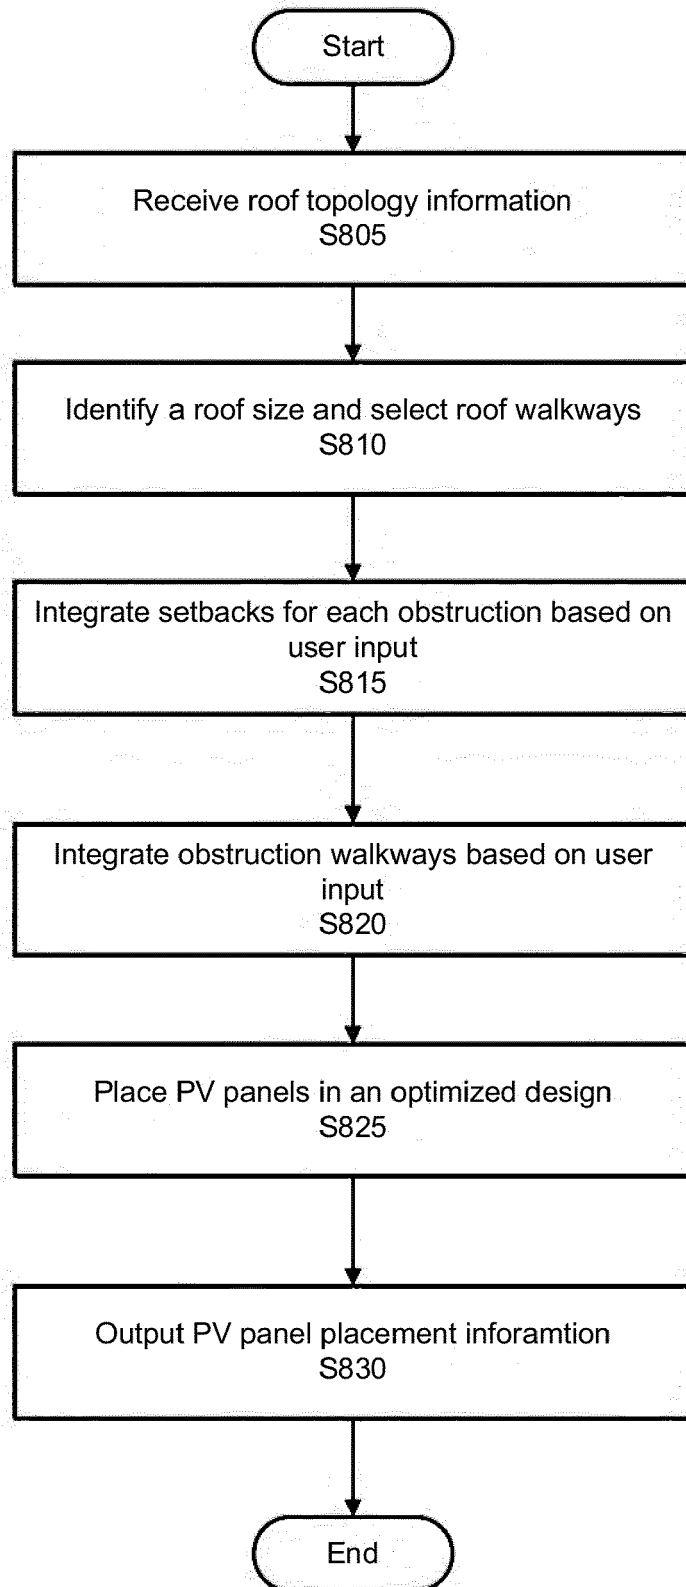 Start
Receive roof topology information
S805
Identify a roof size and select roof walkways
S810
Integrate setbacks for each obstruction based on
user input
S815
Integrate obstruction walkways based on user
input
S820
Place PV panels in an optimized design
S825
Output PV panel placement inforamtion
S830
End